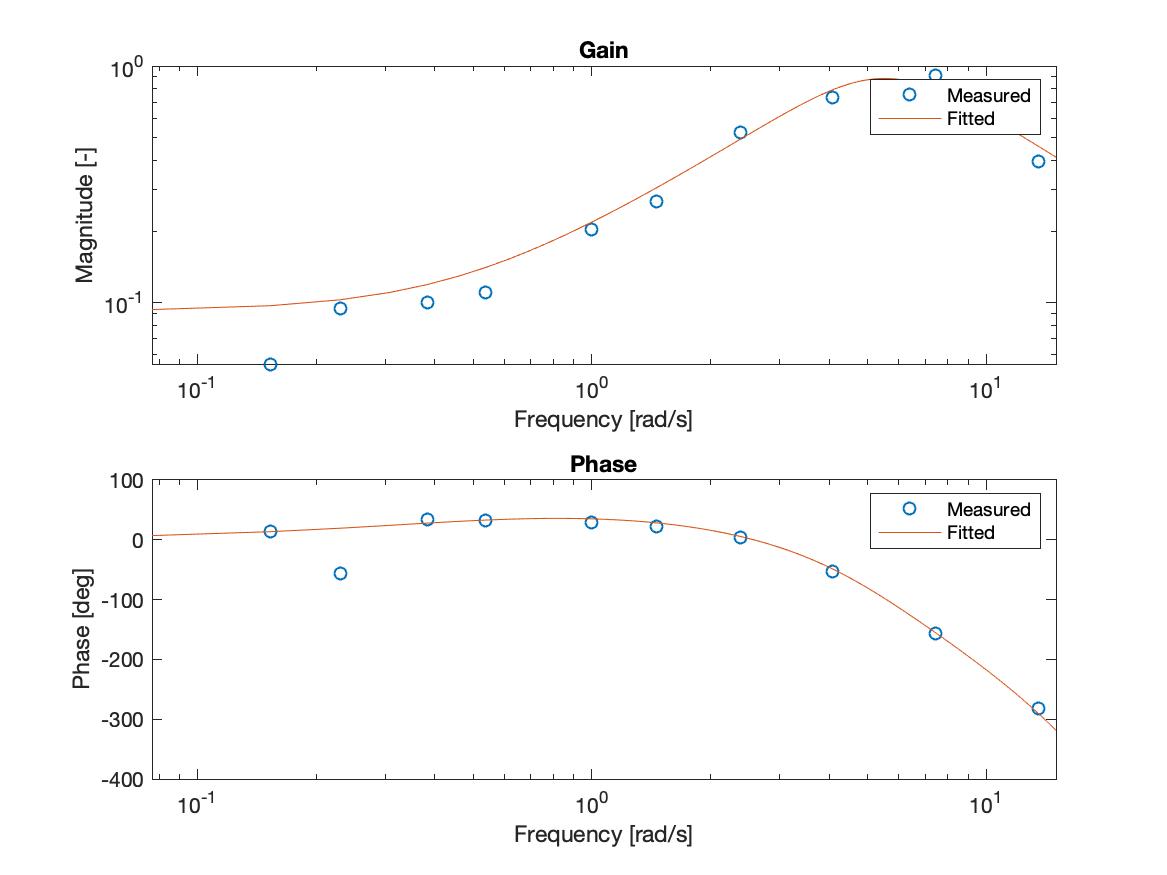 Gain
10^0
10^-1
Magnitude [-]
Measured
Fitted
10^-1 10^0 10^1
Frequency [rad/s]
Phase
100
0
-100
-200
-300
-400
Phase [deg]
Measured
Fitted
10^-1 10^0 10^1
Frequency [rad/s]